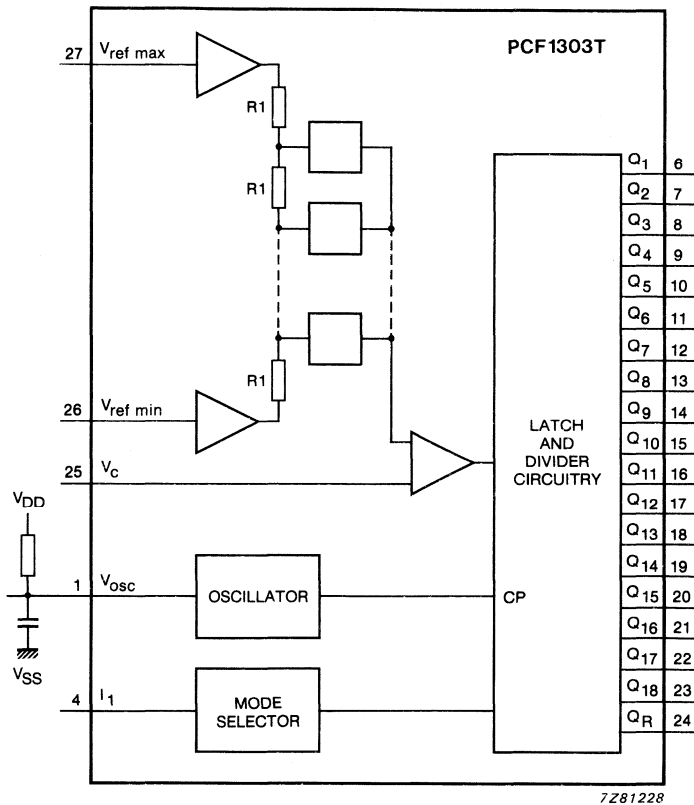 PCF1303T
27 Vref max
R1
R1
R1
26 Vref min
25 Vc
VDD
1 Vosc
VSS
4 I1
OSCILLATOR
MODE
SELECTOR
LATCH
AND
DIVIDER
CIRCUITRY
CP
Q1 6
Q2 7
Q3 8
Q4 9
Q5 10
Q6 11
Q7 12
Q8 13
Q9 14
Q10 15
Q11 16
Q12 17
Q13 18
Q14 19
Q15 20
Q16 21
Q17 22
Q18 23
QR 24
7Z81228